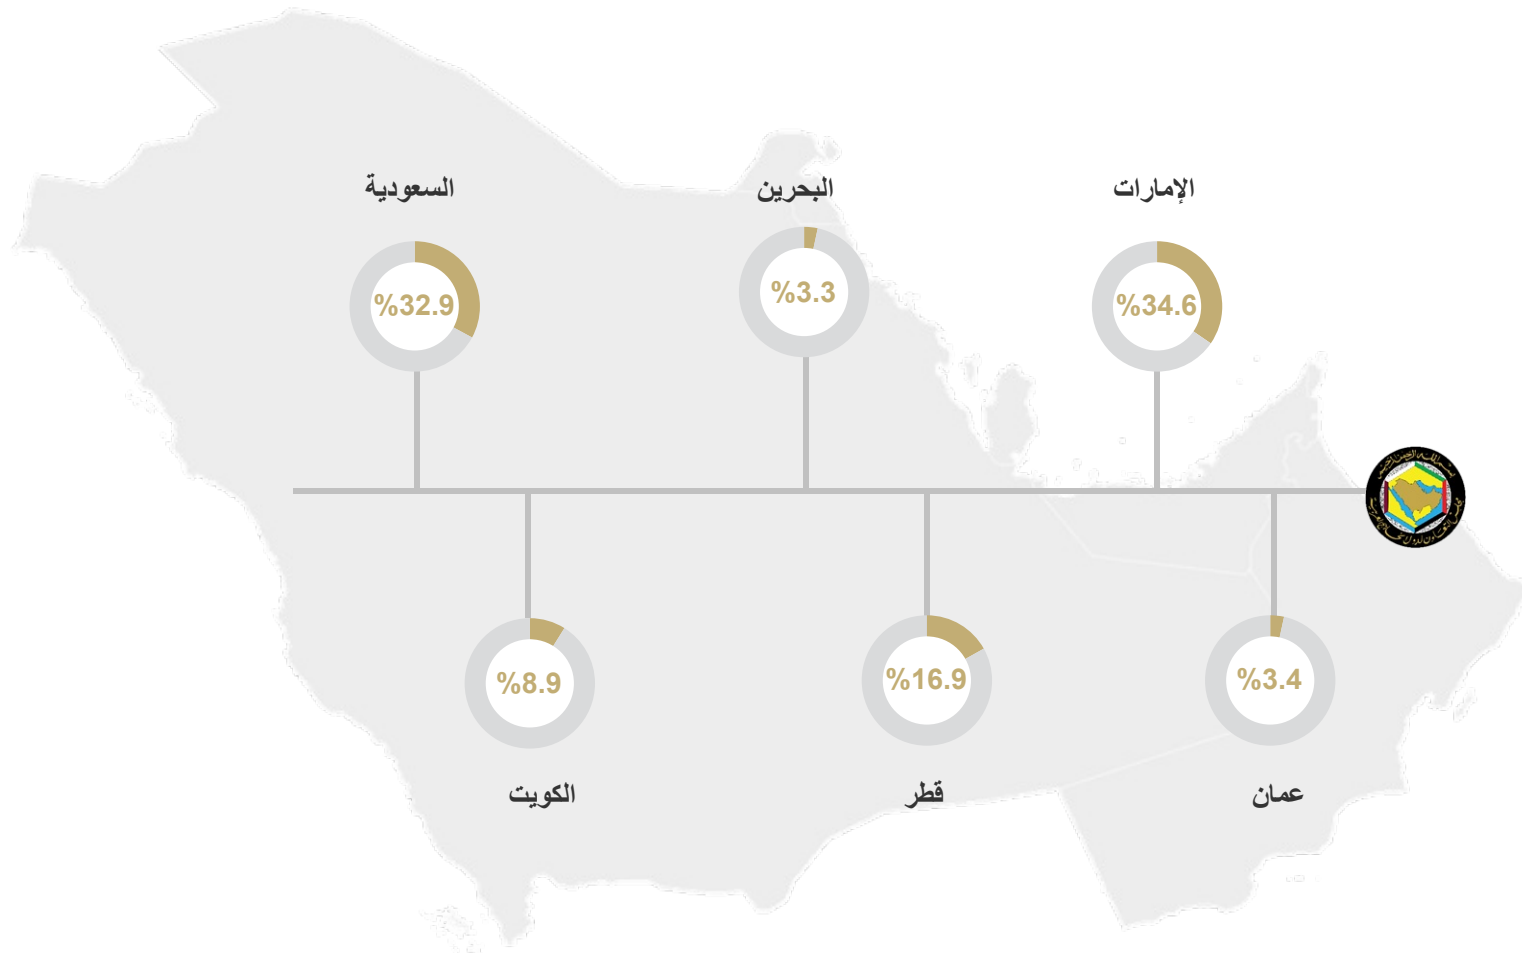 الإمارات
%34.6
البحرين
%3.3
السعودية
%32.9
عمان
%3.4
قطر
%16.9
الكويت
%8.9